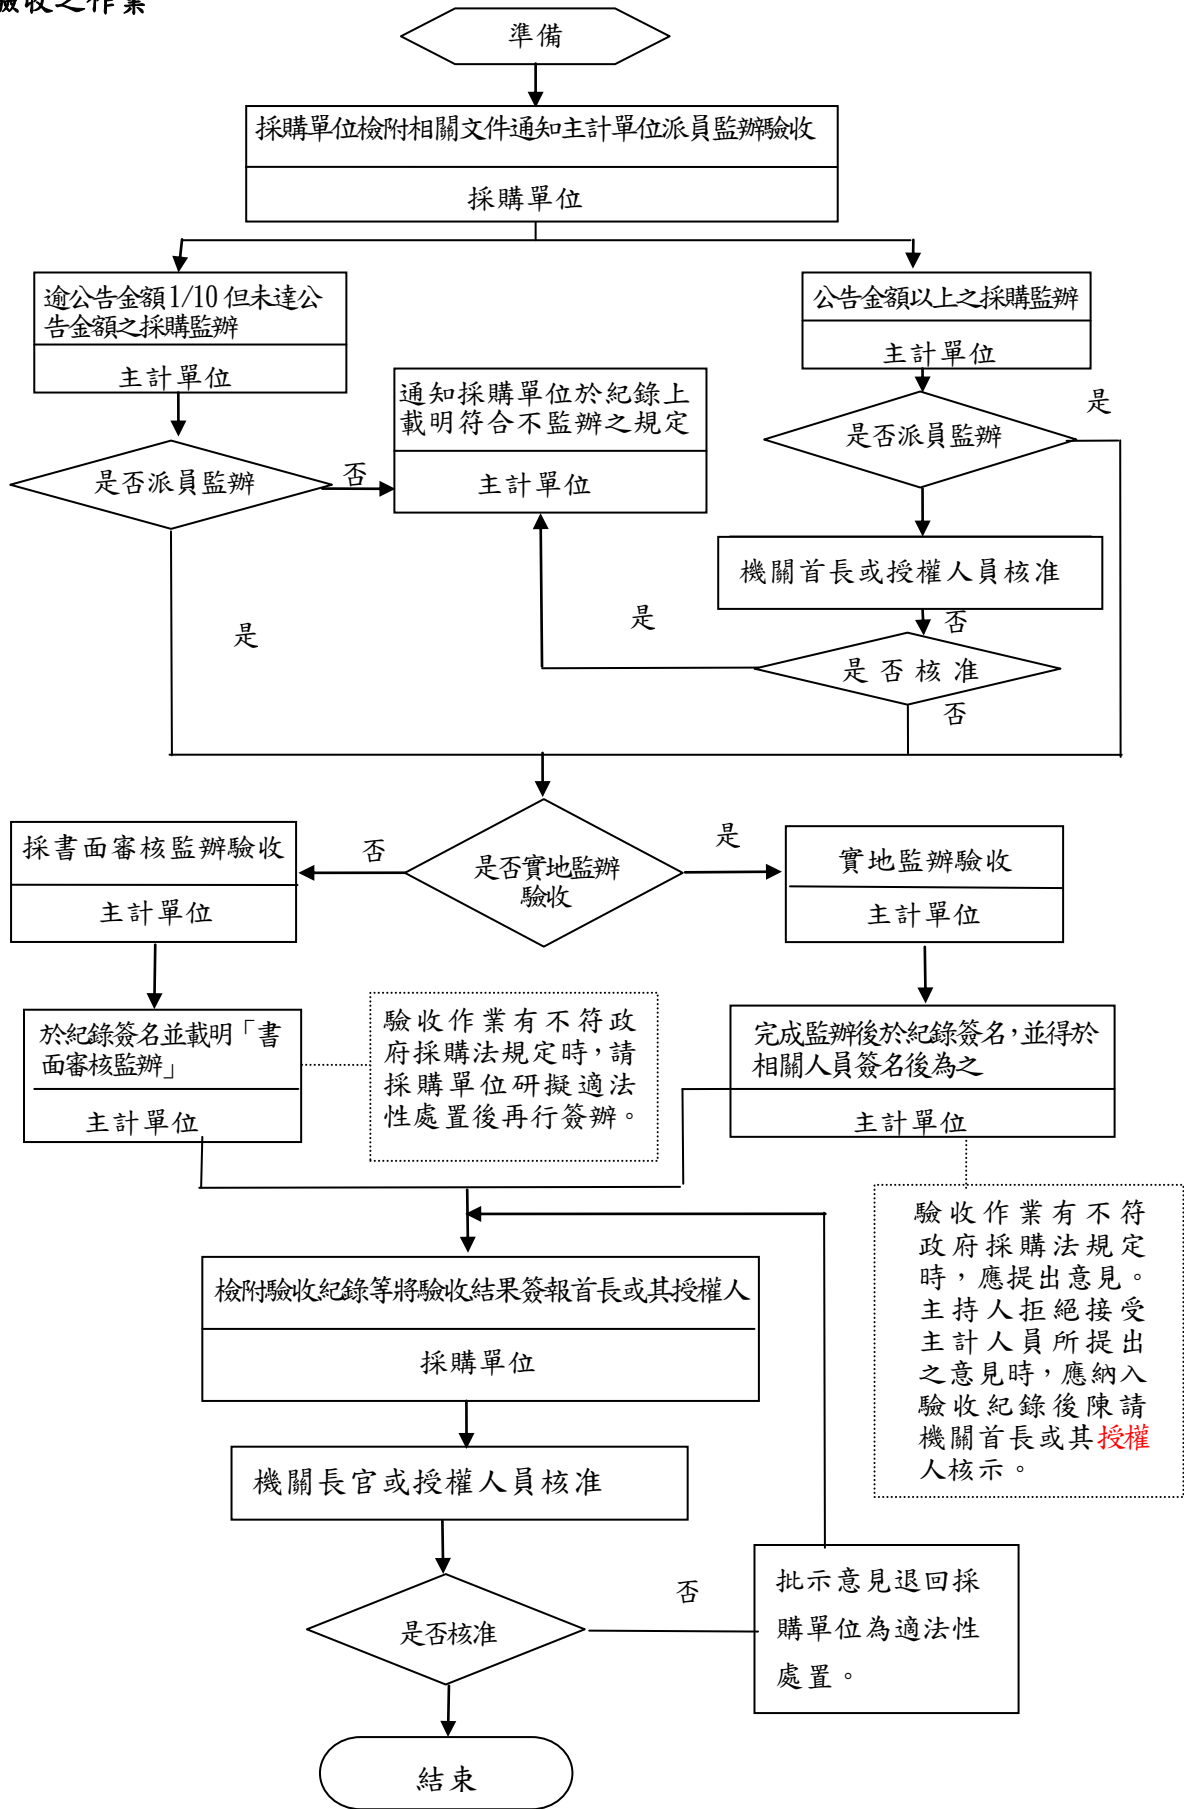 驗收之作業
準備
採購單位檢附相關文件通知主計單位派員監辦驗收
採購單位
逾公告金額1/10但未達公
告金額之採購監辦
主計單位
公告金額以上之採購監辦
主計單位
通知採購單位於紀錄上
載明符合不監辦之規定
主計單位
是
是否派員監辦
是否派員監辦
否
機關首長或授權人員核准
是
是
否
是否核准
否
採書面審核監辦驗收
主計單位
否
是否實地監辦
驗收
是
實地監辦驗收
主計單位
於紀錄簽名並載明「書
面審核監辦」
主計單位
驗收作業有不符政
府採購法規定時，請
採購單位研擬適法
性處置後再行簽辦。
完成監辦後於紀錄簽名，並得於
相關人員簽名後為之
主計單位
驗收作業有不符
政府採購法規定
時，應提出意見。
主持人拒絕接受
主計人員所提出
之意見時，應納入
驗收紀錄後陳請
機關首長或其授權
人核示。
檢附驗收紀錄等將驗收結果簽報首長或其授權人
採購單位
機關長官或授權人員核准
是否核准
否
批示意見退回採
購單位為適法性
處置。
結束